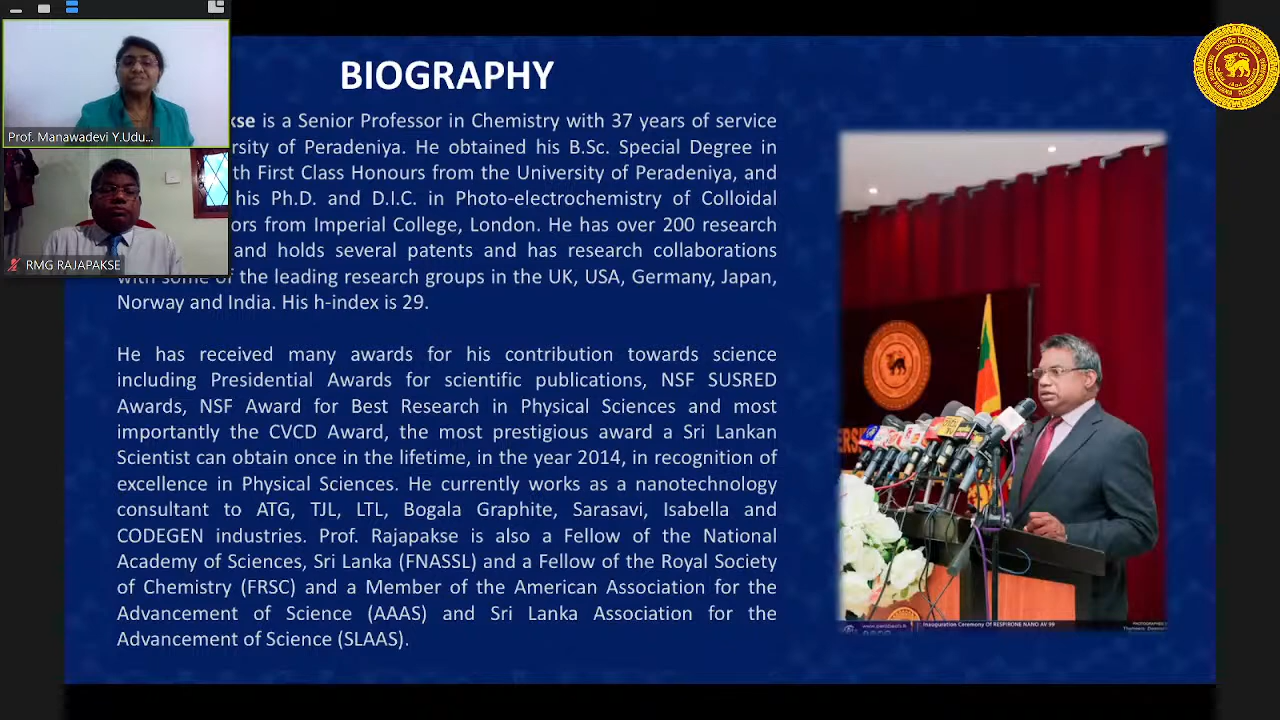 BIOGRAPHY
Prof. Manawadevi Y.Udu...
RMG RAJAPAKSE
kse is a Senior Professor in Chemistry with 37 years of service
rsity of Peradeniya. He obtained his B.Sc. Special Degree in
th First Class Honours from the University of Peradeniya, and
his Ph.D. and D.I.C. in Photo-electrochemistry of Colloidal
ors from Imperial College, London. He has over 200 research
and holds several patents and has research collaborations
with some of the leading research groups in the UK, USA, Germany, Japan,
Norway and India. His h-index is 29.
He has received many awards for his contribution towards science
including Presidential Awards for scientific publications, NSF SUSRED
Awards, NSF Award for Best Research in Physical Sciences and most
importantly the CVCD Award, the most prestigious award a Sri Lankan
Scientist can obtain once in the lifetime, in the year 2014, in recognition of
excellence in Physical Sciences. He currently works as a nanotechnology
consultant to ATG, TJL, LTL, Bogala Graphite, Sarasavi, Isabella and
CODEGEN industries. Prof. Rajapakse is also a Fellow of the National
Academy of Sciences, Sri Lanka (FNASSL) and a Fellow of the Royal Society
of Chemistry (FRSC) and a Member of the American Association for the
Advancement of Science (AAAS) and Sri Lanka Association for the
Advancement of Science (SLAAS).
Inauguration Ceremony Of RESPIRONE NANO AV 99